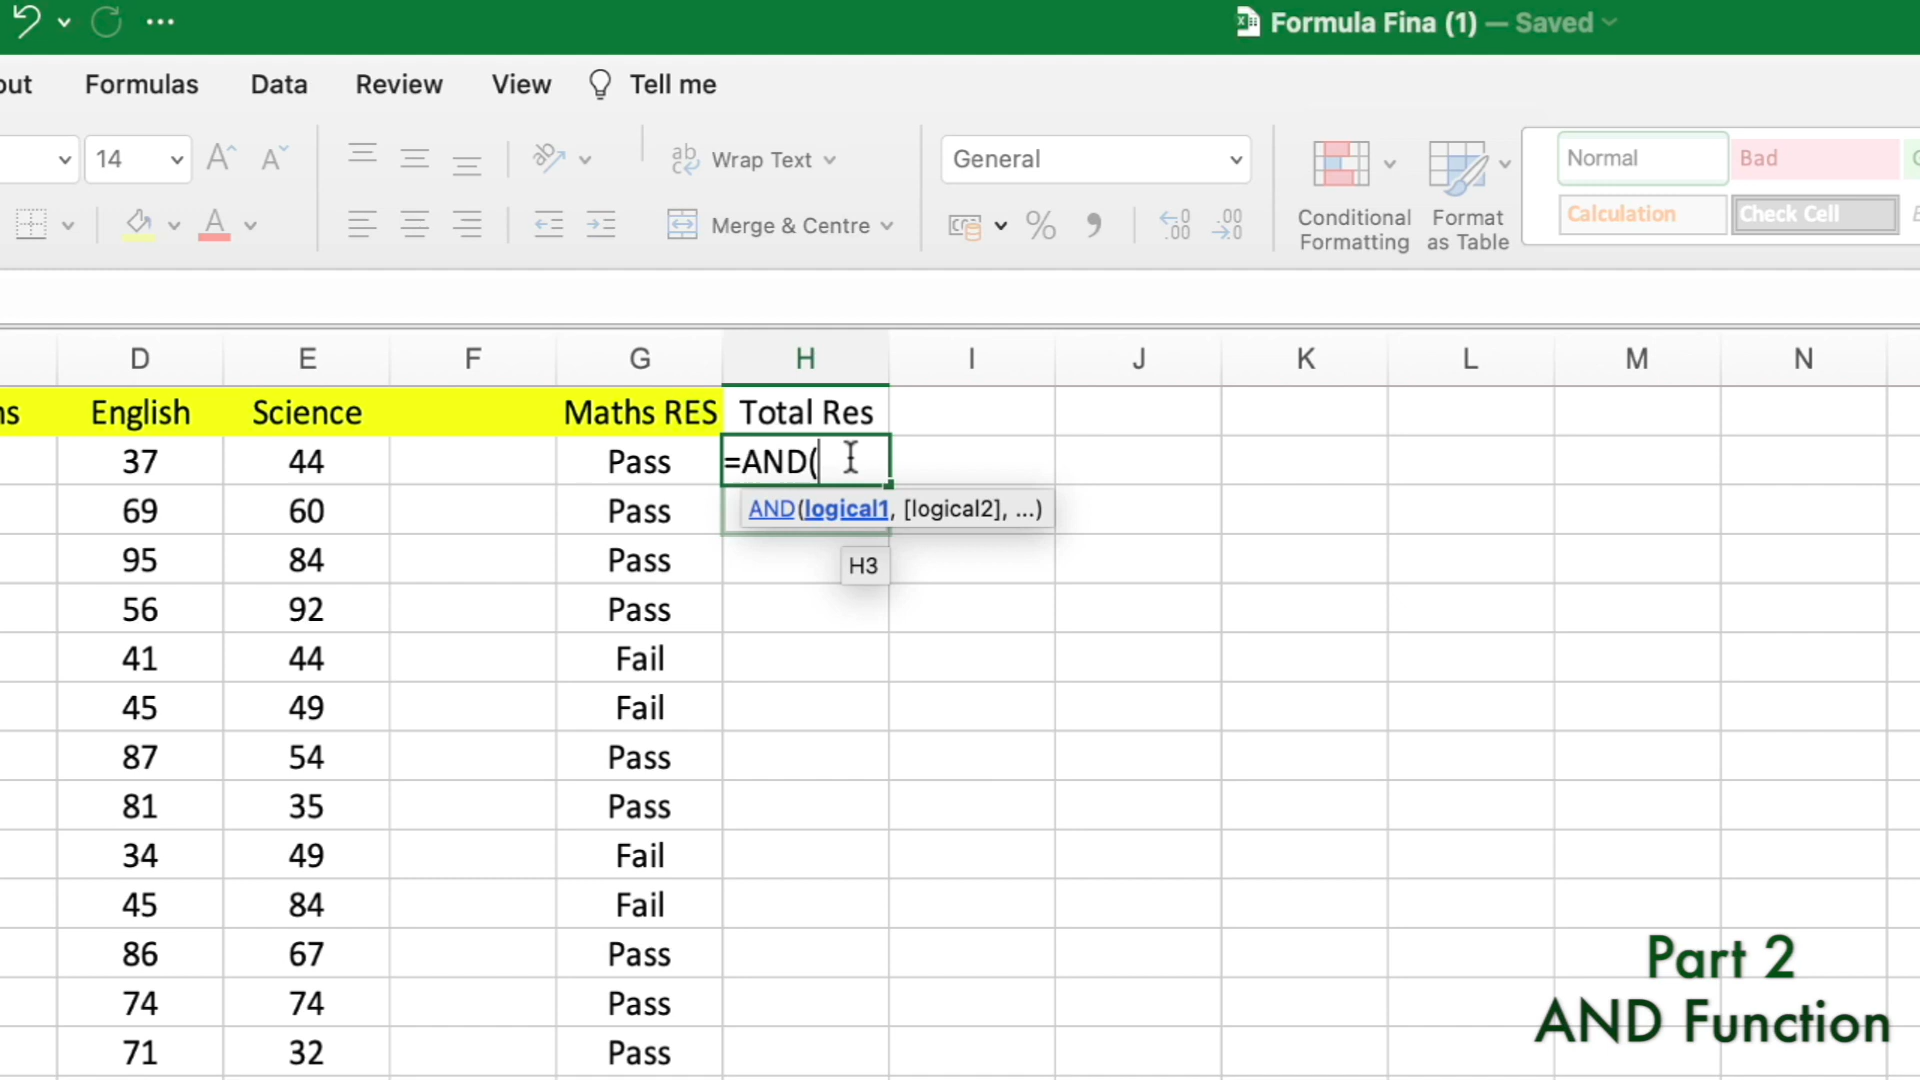 Formula Fina (1) — Saved
out Formulas Data Review View Tell me
14 A A ab Wrap Text General Normal Bad
A Merge & Centre % Conditional Formatting Format as Table Calculation Check Cell
D E F G H I J K L M N
ns English Science Maths RES Total Res
37 44 Pass =AND(
AND(logical1, [logical2], ...)
69 60 Pass
H3
95 84 Pass
56 92 Pass
41 44 Fail
45 49 Fail
87 54 Pass
81 35 Pass
34 49 Fail
45 84 Fail
86 67 Pass
74 74 Pass
71 32 Pass
Part 2
AND Function